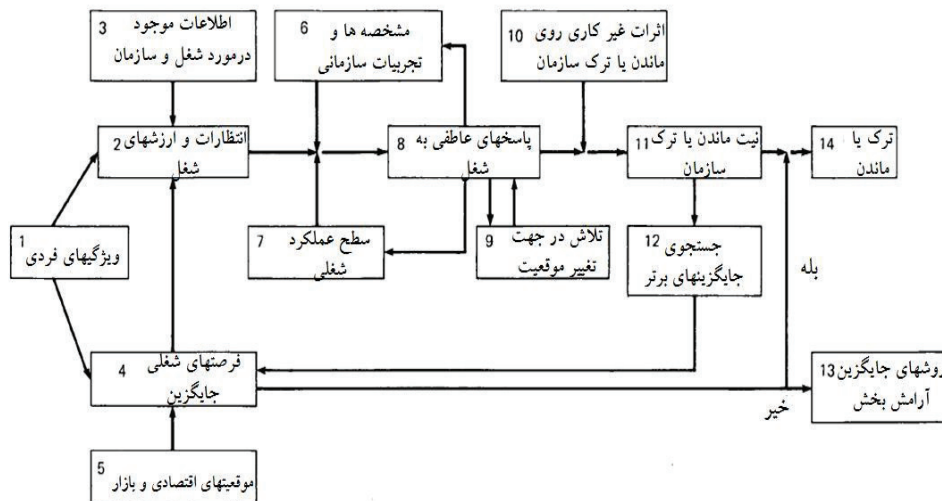 3 اطلاعات موجود
درمورد شغل و سازمان
6 مشخصه ها و
تجربیات سازمانی
10 اثرات غیر کاری روی
ماندن یا ترک سازمان
2 انتظارات و ارزشهای
شغل
8 پاسخهای عاطفی به
شغل
11 نیت ماندن یا ترک
سازمان
14 ترک یا
ماندن
1
ویژگیهای فردی
7 سطح عملکرد
شغلی
9 تلاش در جهت
تغییر موقعیت
12 جستجوی
جایگزینهای برتر
بله
4 فرصتهای شغلی
جایگزین
خیر
13 روشهای جایگزین
آرامش بخش
5
موقعیتهای اقتصادی و بازار